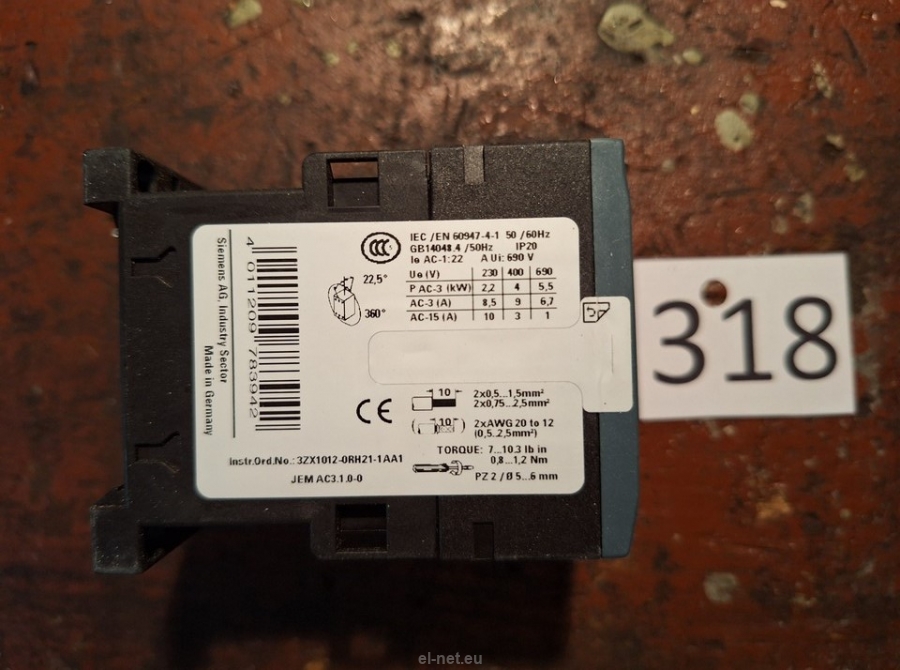 Siemens AG, Industry Sector
Made in Germany
4 011209 783942
CCC
IEC /EN 60947-4-1 50 /60Hz
GB14048.4 /50Hz IP20
Ie AC-1:22 A Ui: 690 V
Ue (V) 230 400 690
P AC-3 (kW) 2,2 4 5,5
AC-3 (A) 8,5 9 6,7
AC-15 (A) 10 3 1
22,5°
360°
CE
10 2x0,5...1,5mm²
2x0,75...2,5mm²
10 2xAWG 20 to 12
(0,5..2,5mm²)
TORQUE: 7...10.3 lb in
0,8...1,2 Nm
PZ 2 / Ø 5...6 mm
Instr.Ord.No.: 3ZX1012-0RH21-1AA1
JEM AC3.1.0-0
318
el-net.eu